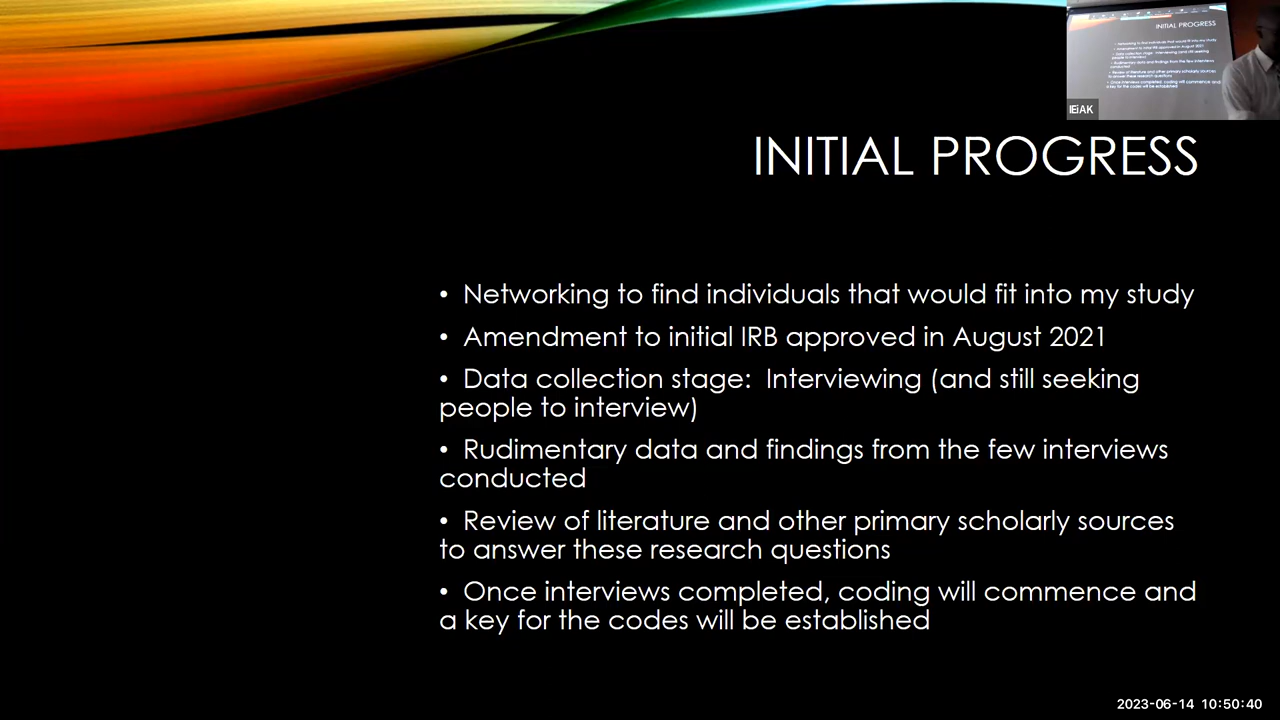 INITIAL PROGRESS
IEiAK
INITIAL PROGRESS
• Networking to find individuals that would fit into my study
• Amendment to initial IRB approved in August 2021
• Data collection stage:  Interviewing (and still seeking
people to interview)
• Rudimentary data and findings from the few interviews
conducted
• Review of literature and other primary scholarly sources
to answer these research questions
• Once interviews completed, coding will commence and
a key for the codes will be established
2023-06-14 10:50:40